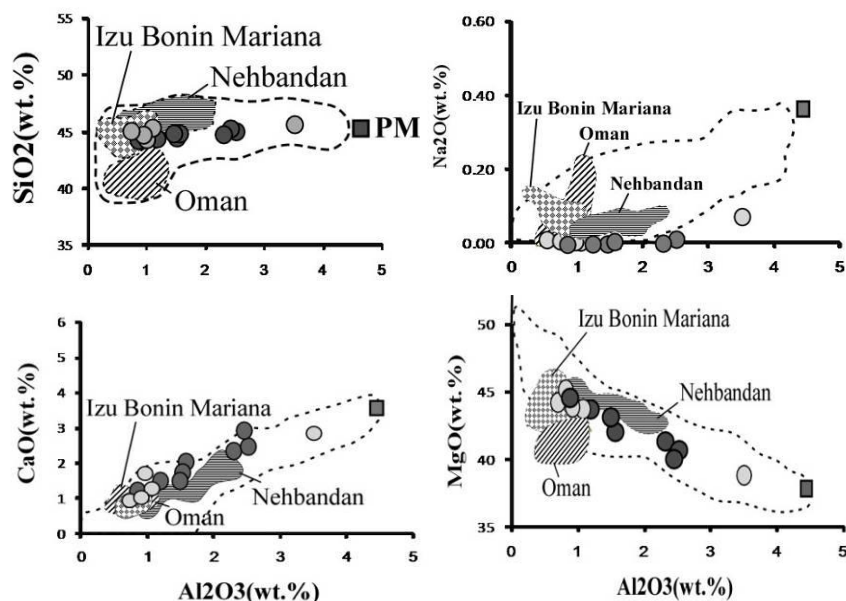 SiO2(wt.%)
55
50
45
40
35
Izu Bonin Mariana
Nehbandan
PM
Oman
0 1 2 3 4 5
Na2O(wt.%)
0.60
0.40
0.20
0.00
Izu Bonin Mariana
Oman
Nehbandan
0 1 2 3 4 5
CaO(wt.%)
6
5
4
3
2
1
0
Izu Bonin Mariana
Nehbandan
Oman
0 1 2 3 4 5
Al2O3(wt.%)
MgO(wt.%)
50
45
40
35
Izu Bonin Mariana
Nehbandan
Oman
0 1 2 3 4 5
Al2O3(wt.%)